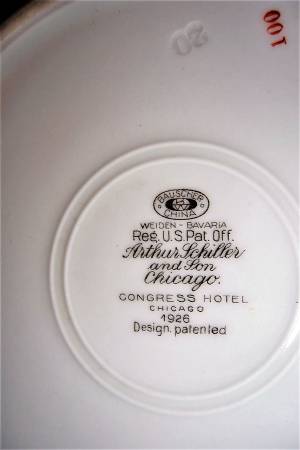 100
20
BAUSCHER
CHINA
WEIDEN - BAVARIA
Reg. U.S. Pat. Off.
Arthur Schiller
and Son
Chicago.
CONGRESS HOTEL
CHICAGO
1926
Design. patented